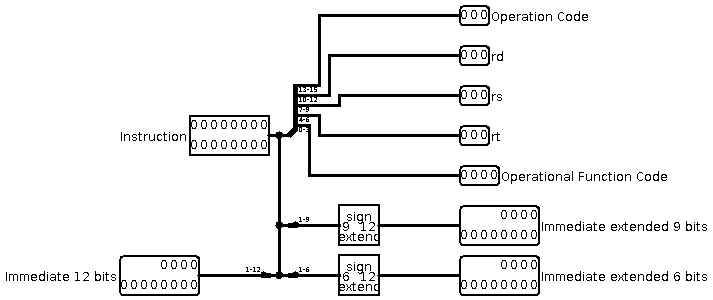 000 Operation Code
000 rd
13-15
10-12
7-9
4-6
0-3
000 rs
Instruction 00000000
00000000
000 rt
0000 Operational Function Code
1-9
sign
9 12
extend
0000
00000000
Immediate extended 9 bits
Immediate 12 bits
0000
00000000
1-12
1-6
sign
6 12
extend
0000
00000000
Immediate extended 6 bits